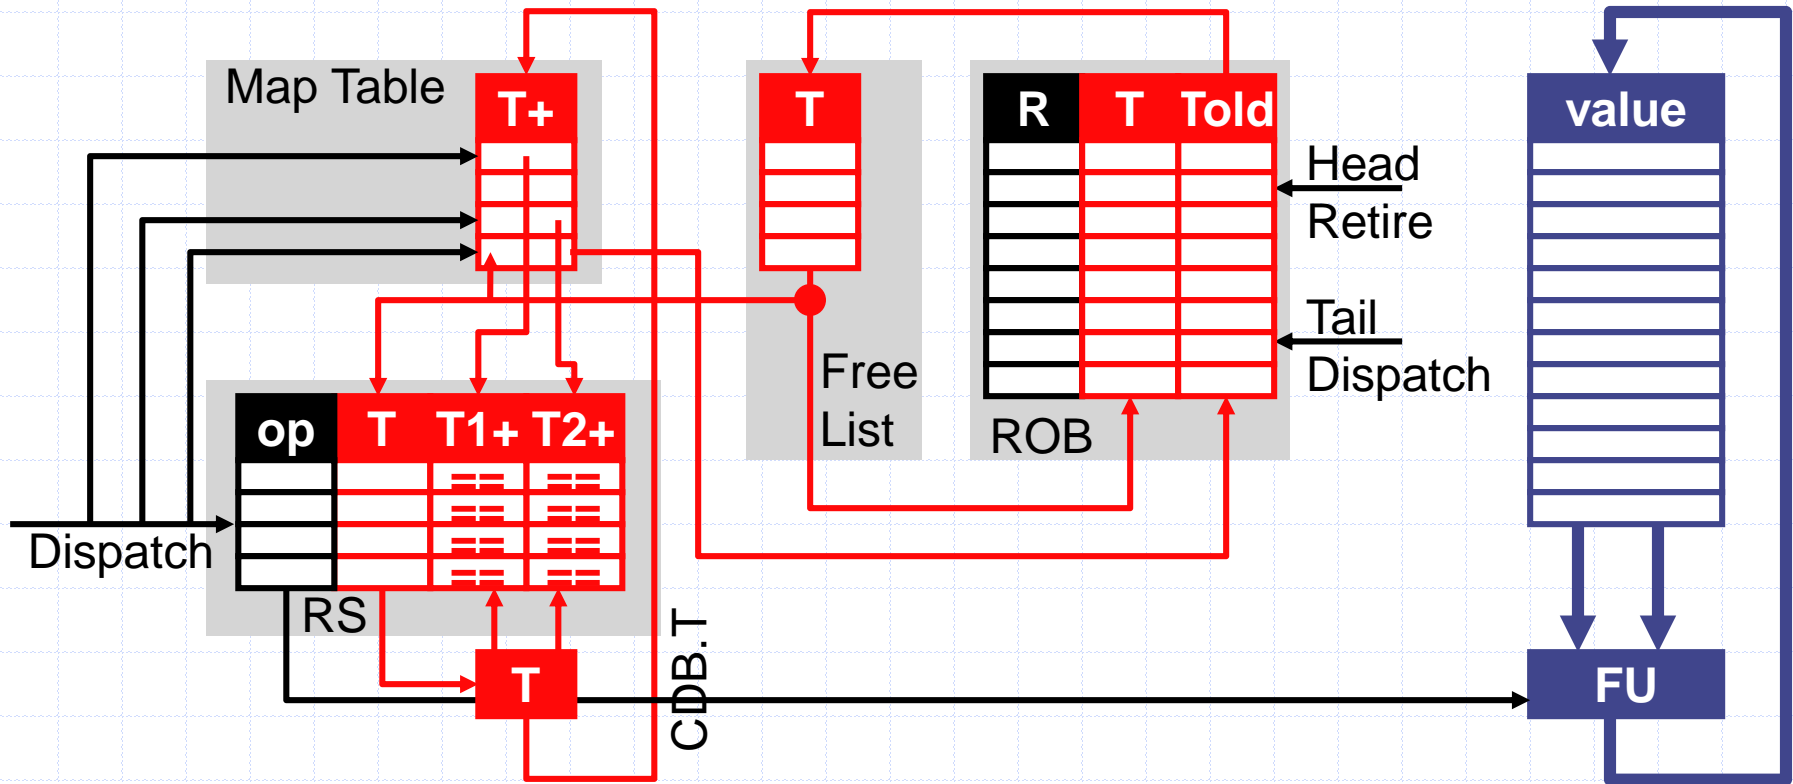 Map Table
T+
T
R T Told
value
Head
Retire
Tail
Dispatch
Free
List
ROB
op T T1+ T2+
== ==
== ==
== ==
== ==
Dispatch
RS
CDB.T
T
FU